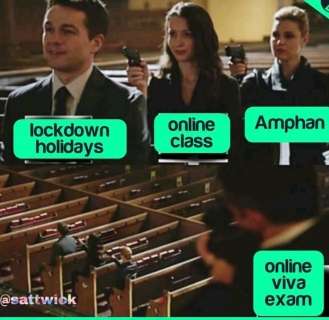 lockdown
holidays
online
class
Amphan
online
viva
exam
@sattwick